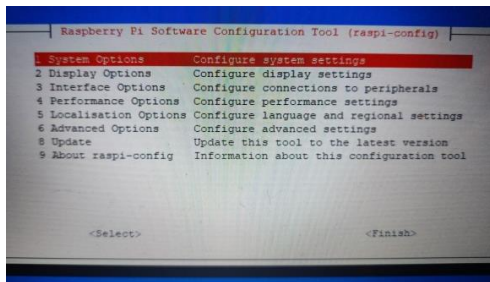 Raspberry Pi Software Configuration Tool (raspi-config)
1 System Options Configure system settings
2 Display Options Configure display settings
3 Interface Options Configure connections to peripherals
4 Performance Options Configure performance settings
5 Localisation Options Configure language and regional settings
6 Advanced Options Configure advanced settings
8 Update Update this tool to the latest version
9 About raspi-config Information about this configuration tool
<Select> <Finish>